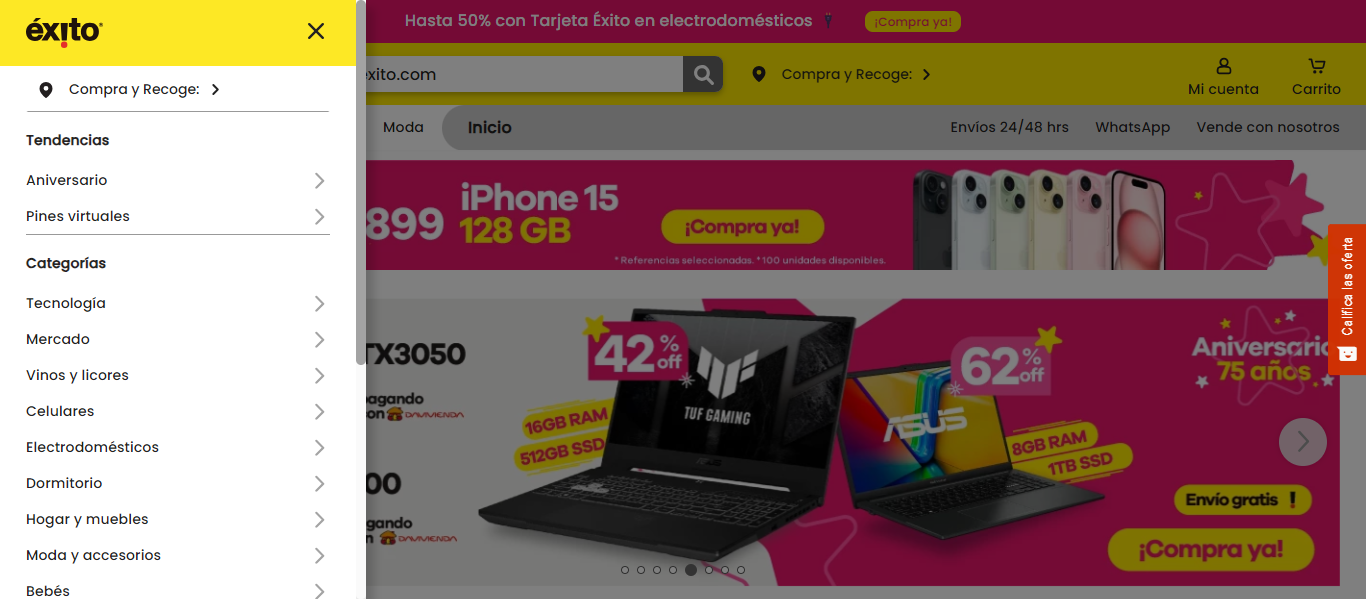 éxito
Compra y Recoge:
Tendencias
Aniversario
Pines virtuales
Categorías
Tecnología
Mercado
Vinos y licores
Celulares
Electrodomésticos
Dormitorio
Hogar y muebles
Moda y accesorios
Bebés
Hasta 50% con Tarjeta Éxito en electrodomésticos
¡Compra ya!
exito.com
Compra y Recoge:
Mi cuenta
Carrito
Moda
Inicio
Envíos 24/48 hrs
WhatsApp
Vende con nosotros
899
iPhone 15
128 GB
¡Compra ya!
*Referencias seleccionadas. *100 unidades disponibles.
Califica las oferta
TX3050
pagando
con DAVIVIENDA
00
gando
n DAVIVIENDA
42% off
16GB RAM
512GB SSD
TUF GAMING
ASUS
62% off
ASUS
8GB RAM
1TB SSD
Aniversario
75 años
Envío gratis !
¡Compra ya!